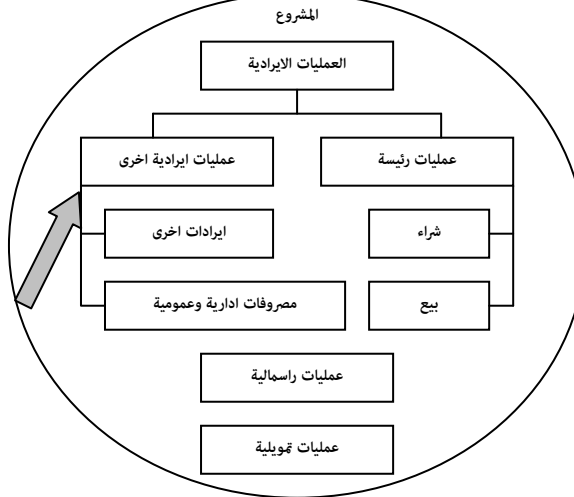 المشروع
العمليات الايرادية
عمليات رئيسة
عمليات ايرادية اخرى
شراء
ايرادات اخرى
بيع
مصروفات ادارية وعمومية
عمليات راسمالية
عمليات تمويلية